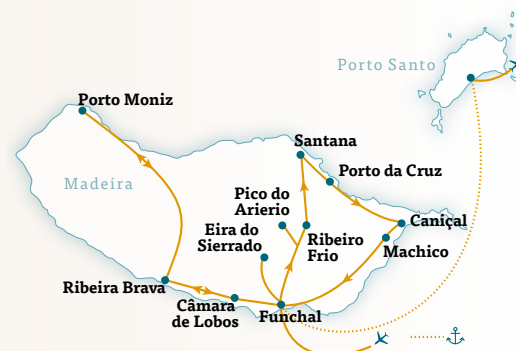 Porto Santo
Porto Moniz
Santana
Madeira
Porto da Cruz
Pico do
Arierio
Eira do
Sierrado
Ribeiro
Frio
Caniçal
Machico
Ribeira Brava
Câmara
de Lobos
Funchal